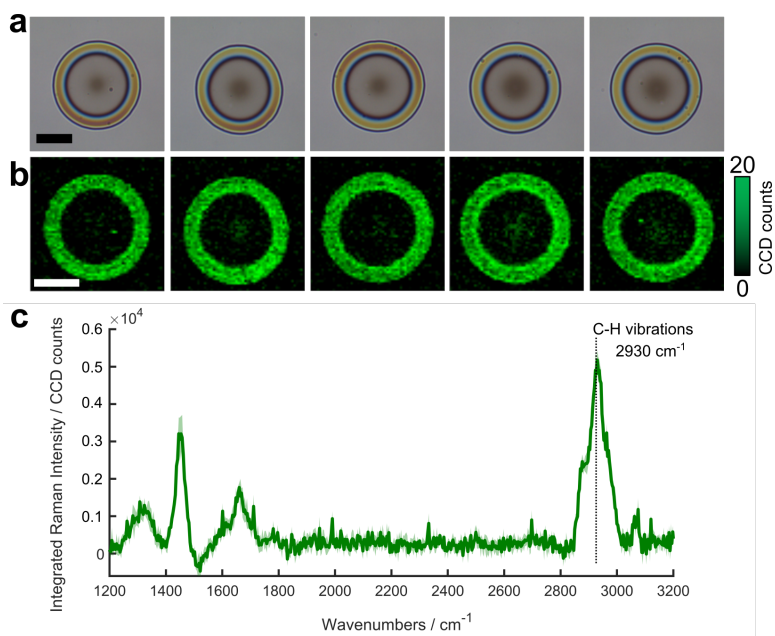 a
b
20
CCD counts
0
c
×10⁴
C-H vibrations
2930 cm⁻¹
Integrated Raman Intensity / CCD counts
0.6
0.5
0.4
0.3
0.2
0.1
0
1200 1400 1600 1800 2000 2200 2400 2600 2800 3000 3200
Wavenumbers / cm⁻¹